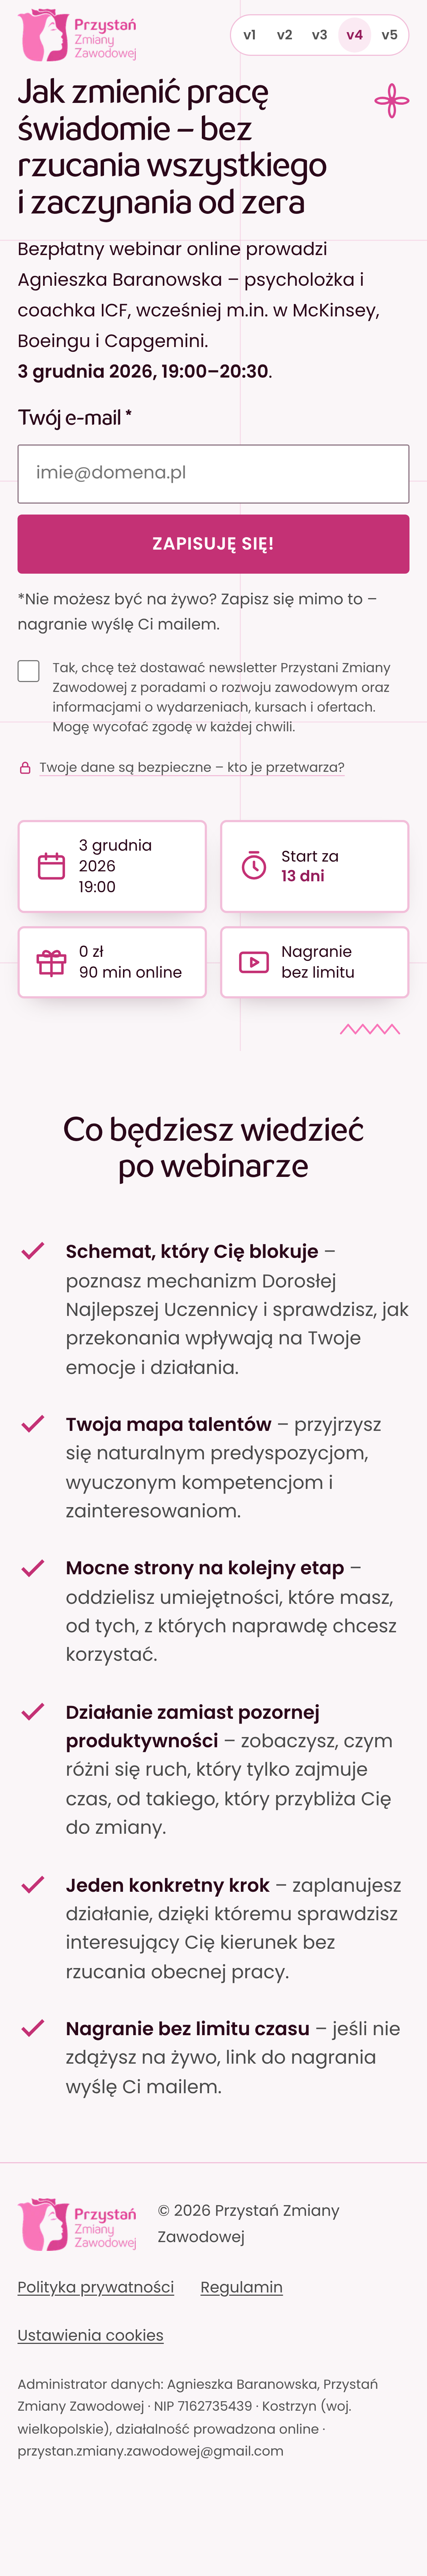 Przystań
Zmiany
Zawodowej
v1 v2 v3 v4 v5
Jak zmienić pracę
świadomie – bez
rzucania wszystkiego
i zaczynania od zera
Bezpłatny webinar online prowadzi
Agnieszka Baranowska – psycholożka i
coachka ICF, wcześniej m.in. w McKinsey,
Boeingu i Capgemini.
3 grudnia 2026, 19:00–20:30.
Twój e-mail *
imie@domena.pl
ZAPISUJĘ SIĘ!
*Nie możesz być na żywo? Zapisz się mimo to –
nagranie wyślę Ci mailem.
Tak, chcę też dostawać newsletter Przystani Zmiany
Zawodowej z poradami o rozwoju zawodowym oraz
informacjami o wydarzeniach, kursach i ofertach.
Mogę wycofać zgodę w każdej chwili.
Twoje dane są bezpieczne – kto je przetwarza?
3 grudnia
2026
19:00
Start za
13 dni
0 zł
90 min online
Nagranie
bez limitu
Co będziesz wiedzieć
po webinarze
Schemat, który Cię blokuje –
poznasz mechanizm Dorosłej
Najlepszej Uczennicy i sprawdzisz, jak
przekonania wpływają na Twoje
emocje i działania.
Twoja mapa talentów – przyjrzysz
się naturalnym predyspozycjom,
wyuczonym kompetencjom i
zainteresowaniom.
Mocne strony na kolejny etap –
oddzielisz umiejętności, które masz,
od tych, z których naprawdę chcesz
korzystać.
Działanie zamiast pozornej
produktywności – zobaczysz, czym
różni się ruch, który tylko zajmuje
czas, od takiego, który przybliża Cię
do zmiany.
Jeden konkretny krok – zaplanujesz
działanie, dzięki któremu sprawdzisz
interesujący Cię kierunek bez
rzucania obecnej pracy.
Nagranie bez limitu czasu – jeśli nie
zdążysz na żywo, link do nagrania
wyślę Ci mailem.
Przystań
Zmiany
Zawodowej
© 2026 Przystań Zmiany
Zawodowej
Polityka prywatności Regulamin
Ustawienia cookies
Administrator danych: Agnieszka Baranowska, Przystań
Zmiany Zawodowej · NIP 7162735439 · Kostrzyn (woj.
wielkopolskie), działalność prowadzona online ·
przystan.zmiany.zawodowej@gmail.com